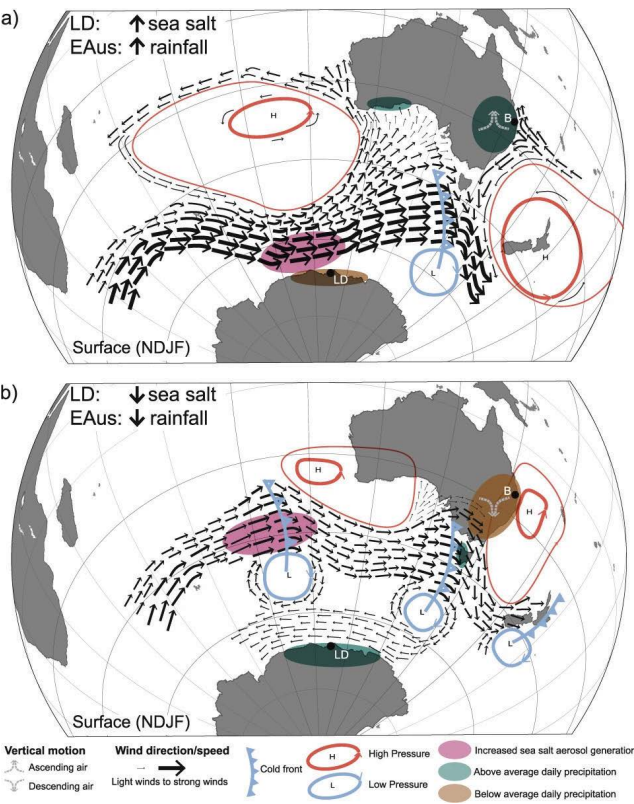 a)
LD: ↑ sea salt
EAus: ↑ rainfall
H
B
H
L
LD
Surface (NDJF)
b)
LD: ↓ sea salt
EAus: ↓ rainfall
H
B
H
L
L
L
LD
Surface (NDJF)
Vertical motion
Ascending air
Descending air
Wind direction/speed
Light winds to strong winds
Cold front
H High Pressure
L Low Pressure
Increased sea salt aerosol generation
Above average daily precipitation
Below average daily precipitation